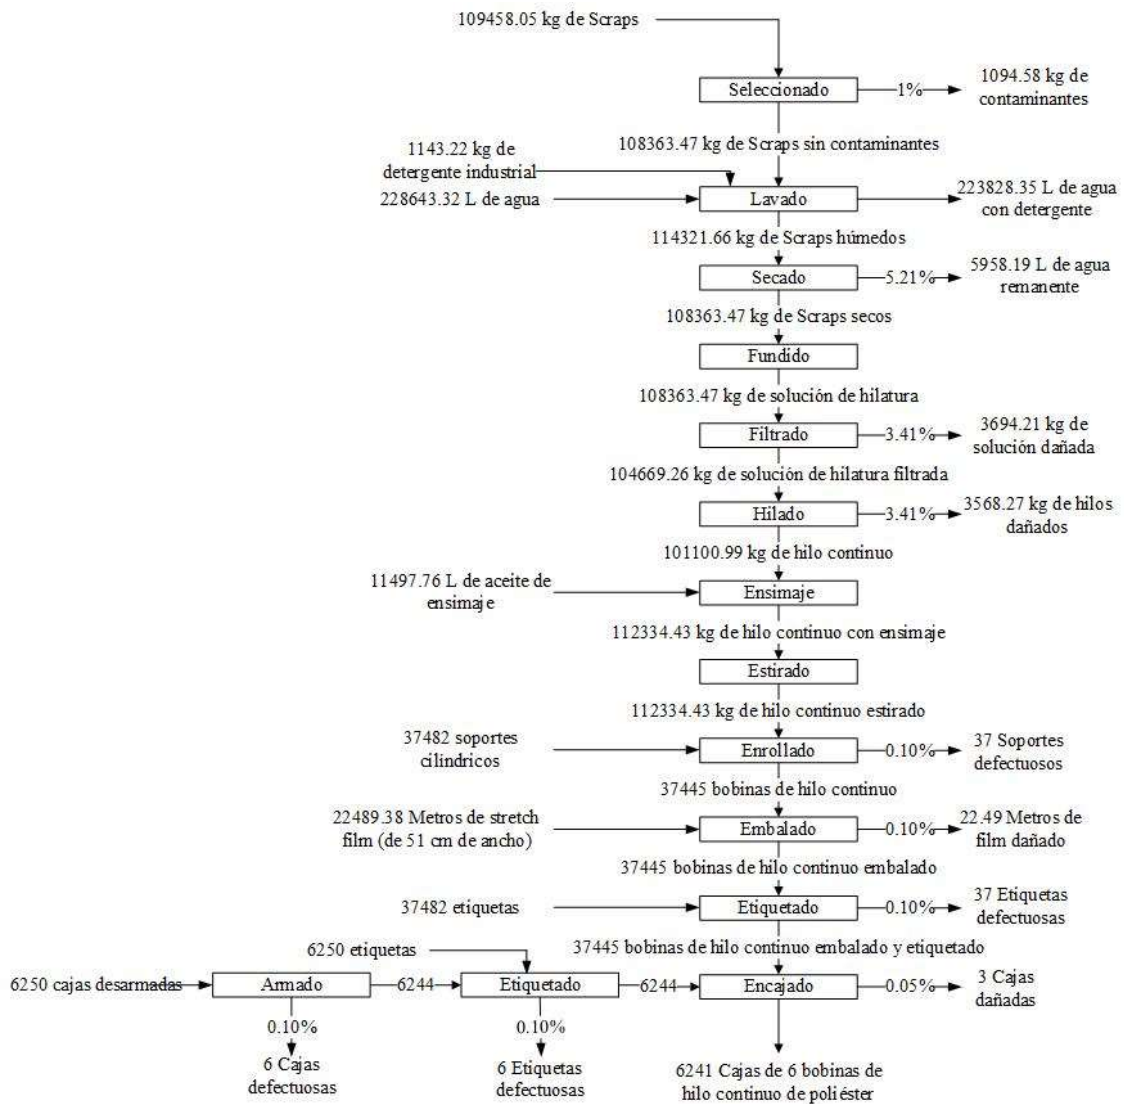 109458.05 kg de Scraps
Seleccionado
1%
1094.58 kg de
contaminantes
108363.47 kg de Scraps sin contaminantes
1143.22 kg de
detergente industrial
228643.32 L de agua
Lavado
223828.35 L de agua
con detergente
114321.66 kg de Scraps húmedos
Secado
5.21%
5958.19 L de agua
remanente
108363.47 kg de Scraps secos
Fundido
108363.47 kg de solución de hilatura
Filtrado
3.41%
3694.21 kg de
solución dañada
104669.26 kg de solución de hilatura filtrada
Hilado
3.41%
3568.27 kg de hilos
dañados
101100.99 kg de hilo continuo
11497.76 L de aceite de
ensimaje
Ensimaje
112334.43 kg de hilo continuo con ensimaje
Estirado
112334.43 kg de hilo continuo estirado
37482 soportes
cilíndricos
Enrollado
0.10%
37 Soportes
defectuosos
37445 bobinas de hilo continuo
22489.38 Metros de stretch
film (de 51 cm de ancho)
Embalado
0.10%
22.49 Metros de
film dañado
37445 bobinas de hilo continuo embalado
37482 etiquetas
Etiquetado
0.10%
37 Etiquetas
defectuosas
37445 bobinas de hilo continuo embalado y etiquetado
6250 etiquetas
6250 cajas desarmadas
Armado
6244
Etiquetado
6244
Encajado
0.05%
3 Cajas
dañadas
0.10%
0.10%
6 Cajas
defectuosas
6 Etiquetas
defectuosas
6241 Cajas de 6 bobinas de
hilo continuo de poliéster